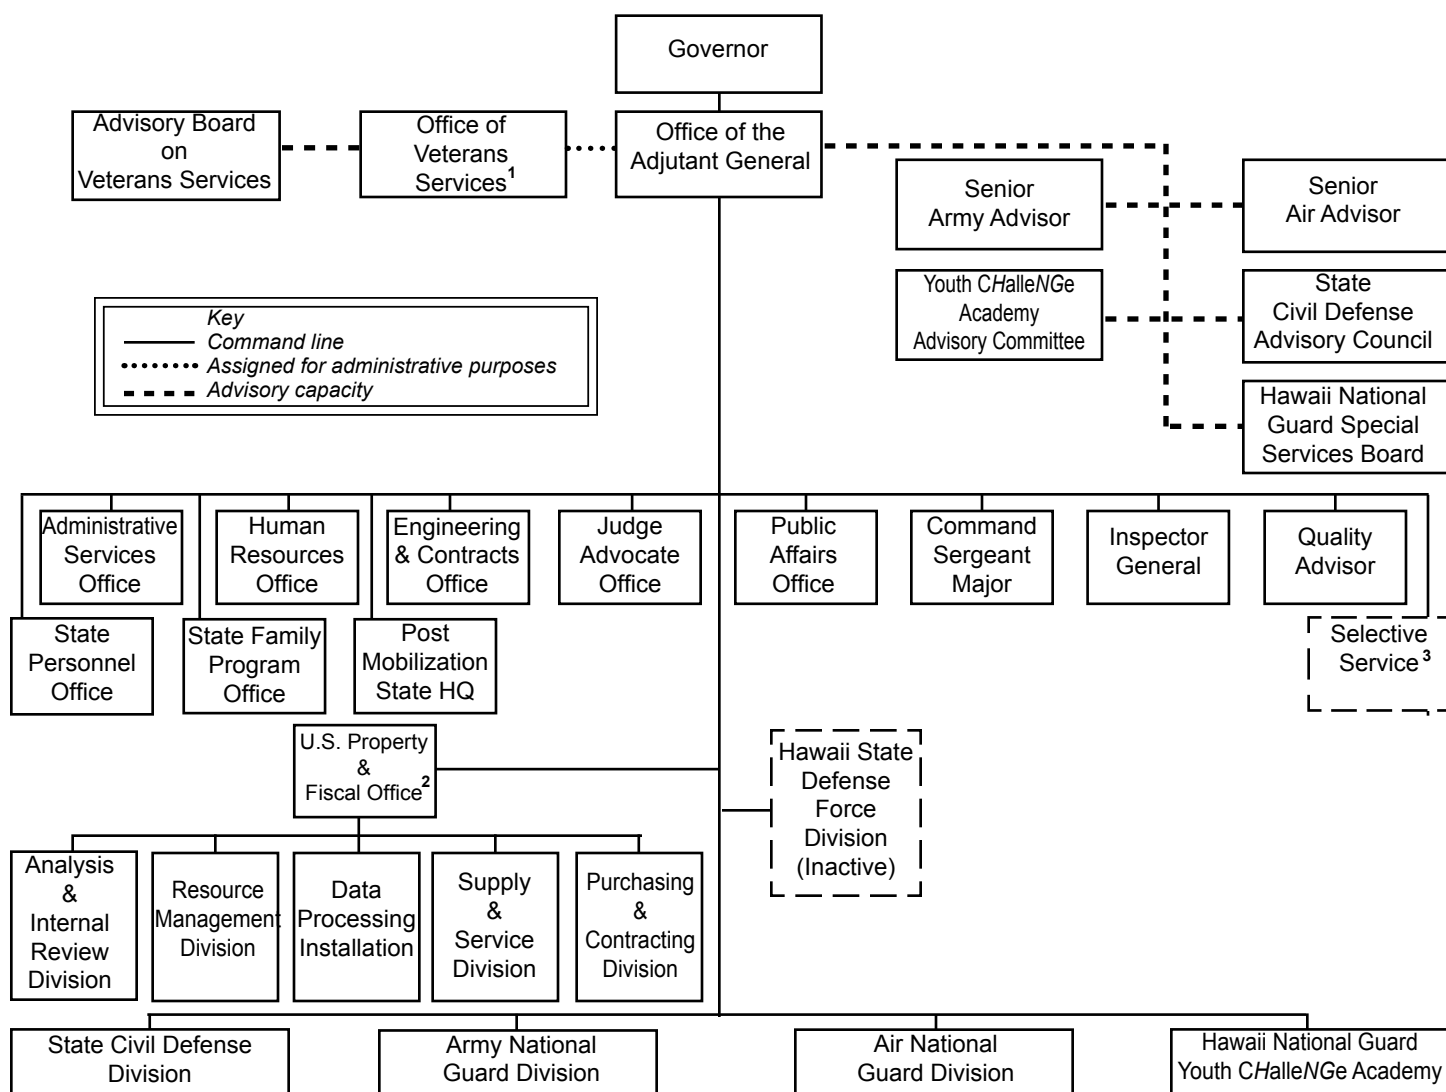 Governor
Advisory Board
on
Veterans Services
Office of
Veterans
Services1
Office of the
Adjutant General
Senior
Army Advisor
Senior
Air Advisor
Youth CHalleNGe
Academy
Advisory Committee
State
Civil Defense
Advisory Council
Hawaii National
Guard Special
Services Board
Key
Command line
Assigned for administrative purposes
Advisory capacity
Administrative
Services
Office
Human
Resources
Office
Engineering
& Contracts
Office
Judge
Advocate
Office
Public
Affairs
Office
Command
Sergeant
Major
Inspector
General
Quality
Advisor
State
Personnel
Office
State Family
Program
Office
Post
Mobilization
State HQ
Selective
Service3
U.S. Property
&
Fiscal Office2
Hawaii State
Defense
Force
Division
(Inactive)
Analysis
&
Internal
Review
Division
Resource
Management
Division
Data
Processing
Installation
Supply
&
Service
Division
Purchasing
&
Contracting
Division
State Civil Defense
Division
Army National
Guard Division
Air National
Guard Division
Hawaii National Guard
Youth CHalleNGe Academy